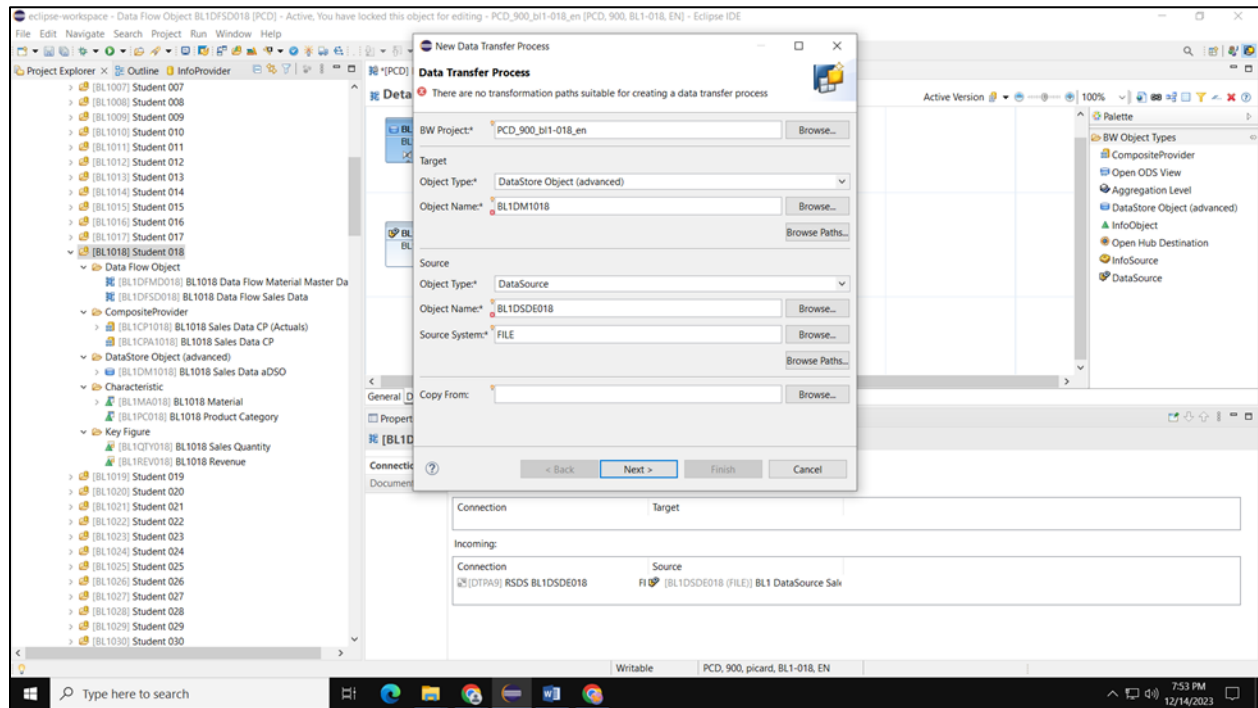 eclipse-workspace - Data Flow Object BL1DFSD018 [PCD] - Active, You have locked this object for editing - PCD_900_bl1-018_en [PCD, 900, BL1-018, EN] - Eclipse IDE
File Edit Navigate Search Project Run Window Help
Project Explorer Outline InfoProvider
[BL1007] Student 007
[BL1008] Student 008
[BL1009] Student 009
[BL1010] Student 010
[BL1011] Student 011
[BL1012] Student 012
[BL1013] Student 013
[BL1014] Student 014
[BL1015] Student 015
[BL1016] Student 016
[BL1017] Student 017
[BL1018] Student 018
Data Flow Object
[BL1DFMD018] BL1018 Data Flow Material Master Da
[BL1DFSD018] BL1018 Data Flow Sales Data
CompositeProvider
[BL1CP1018] BL1018 Sales Data CP (Actuals)
[BL1CPA1018] BL1018 Sales Data CP
DataStore Object (advanced)
[BL1DM1018] BL1018 Sales Data aDSO
Characteristic
[BL1MA018] BL1018 Material
[BL1PC018] BL1018 Product Category
Key Figure
[BL1QTY018] BL1018 Sales Quantity
[BL1REV018] BL1018 Revenue
[BL1019] Student 019
[BL1020] Student 020
[BL1021] Student 021
[BL1022] Student 022
[BL1023] Student 023
[BL1024] Student 024
[BL1025] Student 025
[BL1026] Student 026
[BL1027] Student 027
[BL1028] Student 028
[BL1029] Student 029
[BL1030] Student 030
*[PCD]
Deta
BL
BL
BL
BL
General D
Propert
[BL1D
Connectic
Document
New Data Transfer Process
Data Transfer Process
There are no transformation paths suitable for creating a data transfer process
BW Project:* PCD_900_bl1-018_en Browse...
Target
Object Type:* DataStore Object (advanced)
Object Name:* BL1DM1018 Browse...
Browse Paths...
Source
Object Type:* DataSource
Object Name:* BL1DSDE018 Browse...
Source System:* FILE Browse...
Browse Paths...
Copy From: Browse...
< Back Next > Finish Cancel
Connection Target
Incoming:
Connection Source
[DTPA9] RSDS BL1DSDE018 FI [BL1DSDE018 (FILE)] BL1 DataSource Sale
Active Version 100%
Palette
BW Object Types
CompositeProvider
Open ODS View
Aggregation Level
DataStore Object (advanced)
InfoObject
Open Hub Destination
InfoSource
DataSource
Writable PCD, 900, picard, BL1-018, EN
Type here to search
7:53 PM
12/14/2023